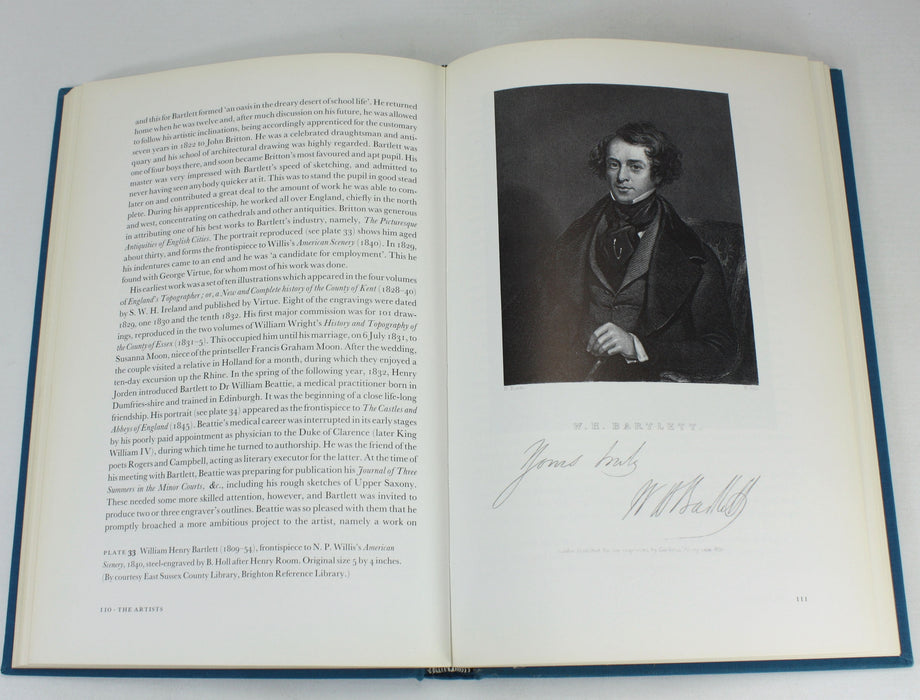 and this for Bartlett formed 'an oasis in the dreary desert of school life'. He returned
home when he was twelve and, after much discussion on his future, he was allowed
to follow his artistic inclinations, being accordingly apprenticed for the customary
seven years in 1822 to John Britton. He was a celebrated draughtsman and anti-
quary and his school of architectural drawing was highly regarded. Bartlett was
one of four boys there, and soon became Britton's most favoured and apt pupil. His
master was very impressed with Bartlett's speed of sketching, and admitted to
never having seen anybody quicker at it. This was to stand the pupil in good stead
later on and contributed a great deal to the amount of work he was able to com-
plete. During his apprenticeship, he worked all over England, chiefly in the north
and west, concentrating on cathedrals and other antiquities. Britton was generous
in attributing one of his best works to Bartlett's industry, namely, The Picturesque
Antiquities of English Cities. The portrait reproduced (see plate 33) shows him aged
about thirty, and forms the frontispiece to Willis's American Scenery (1840). In 1829,
his indentures came to an end and he was 'a candidate for employment'. This he
found with George Virtue, for whom most of his work was done.
His earliest work was a set of ten illustrations which appeared in the four volumes
of England's Topographer; or, a New and Complete history of the County of Kent (1828–40)
by S. W. H. Ireland and published by Virtue. Eight of the engravings were dated
1829, one 1830 and the tenth 1832. His first major commission was for 101 draw-
ings, reproduced in the two volumes of William Wright's History and Topography of
the County of Essex (1831–5). This occupied him until his marriage, on 6 July 1831, to
Susanna Moon, niece of the printseller Francis Graham Moon. After the wedding,
the couple visited a relative in Holland for a month, during which they enjoyed a
ten-day excursion up the Rhine. In the spring of the following year, 1832, Henry
Jorden introduced Bartlett to Dr William Beattie, a medical practitioner born in
Dumfries-shire and trained in Edinburgh. It was the beginning of a close life-long
friendship. His portrait (see plate 34) appeared as the frontispiece to The Castles and
Abbeys of England (1845). Beattie's medical career was interrupted in its early stages
by his poorly paid appointment as physician to the Duke of Clarence (later King
William IV), during which time he turned to authorship. He was the friend of the
poets Rogers and Campbell, acting as literary executor for the latter. At the time of
his meeting with Bartlett, Beattie was preparing for publication his Journal of Three
Summers in the Minor Courts, &c., including his rough sketches of Upper Saxony.
These needed some more skilled attention, however, and Bartlett was invited to
produce two or three engraver's outlines. Beattie was so pleased with them that he
promptly broached a more ambitious project to the artist, namely a work on
PLATE 33 William Henry Bartlett (1809–54), frontispiece to N. P. Willis's American
Scenery, 1840, steel-engraved by B. Holl after Henry Room. Original size 5 by 4 inches.
(By courtesy East Sussex County Library, Brighton Reference Library.)
110 · THE ARTISTS
W. H. BARTLETT.
Yours truly
W H Bartlett
111